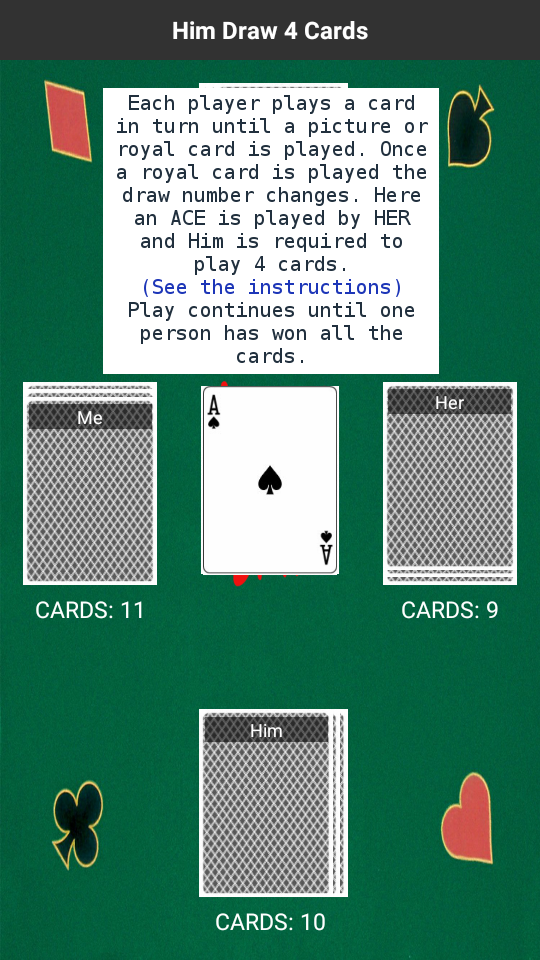 Him Draw 4 Cards
Each player plays a card
in turn until a picture or
royal card is played. Once
a royal card is played the
draw number changes. Here
an ACE is played by HER
and Him is required to
play 4 cards.
(See the instructions)
Play continues until one
person has won all the
cards.
Me
A
A
Her
CARDS: 11
CARDS: 9
Him
CARDS: 10